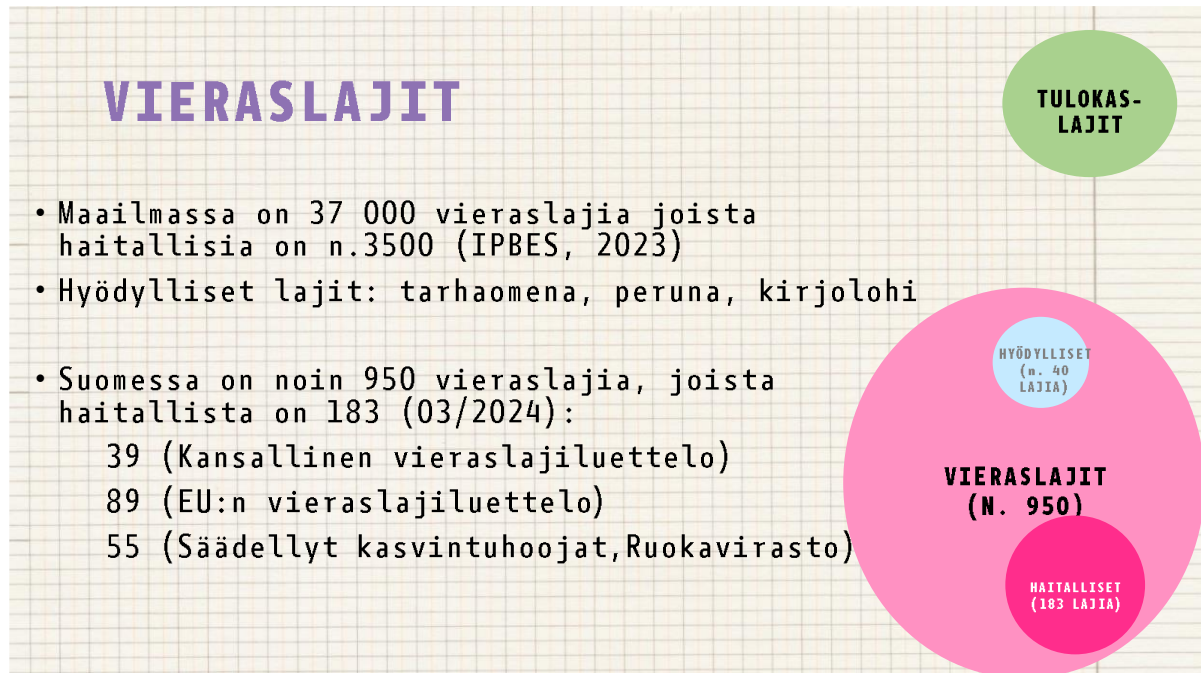 VIERASLAJIT
TULOKAS-
LAJIT
• Maailmassa on 37 000 vieraslajia joista
haitallisia on n.3500 (IPBES, 2023)
• Hyödylliset lajit: tarhaomena, peruna, kirjolohi
• Suomessa on noin 950 vieraslajia, joista
haitallista on 183 (03/2024):
39 (Kansallinen vieraslajiluettelo)
89 (EU:n vieraslajiluettelo)
55 (Säädellyt kasvintuhoojat,Ruokavirasto)
HYÖDYLLISET
(n. 40
LAJIA)
VIERASLAJIT
(N. 950)
HAITALLISET
(183 LAJIA)